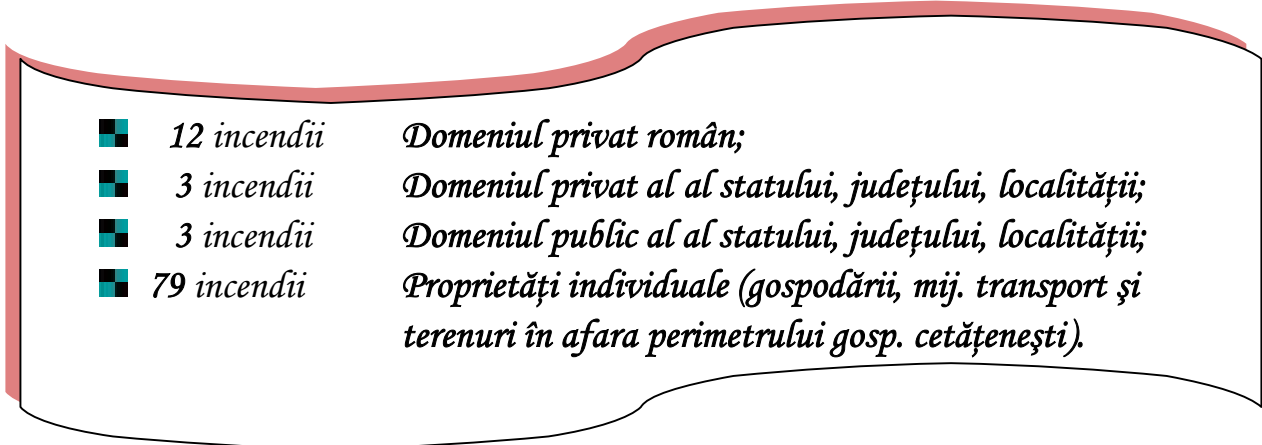 12 incendii Domeniul privat român;
3 incendii Domeniul privat al al statului, județului, localității;
3 incendii Domeniul public al al statului, județului, localității;
79 incendii Proprietăți individuale (gospodării, mij. transport şi
terenuri în afara perimetrului gosp. cetățeneşti).